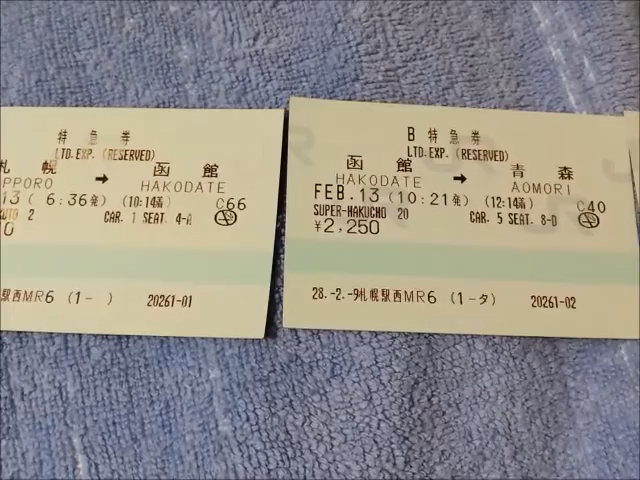 特急券
LTD.EXP. (RESERVED)
札幌 → 函館
PPORO HAKODATE
13 ( 6:36発) (10:14着) C66
UTO 2 CAR. 1 SEAT. 4-A
0
駅西MR6 (1- ) 20261-01
B 特急券
LTD.EXP. (RESERVED)
函館 → 青森
HAKODATE AOMORI
FEB.13 (10:21発) (12:14着) C40
SUPER-HAKUCHO 20 CAR. 5 SEAT. 8-D
¥2,250
28.-2.-9札幌駅西MR6 (1-タ) 20261-02